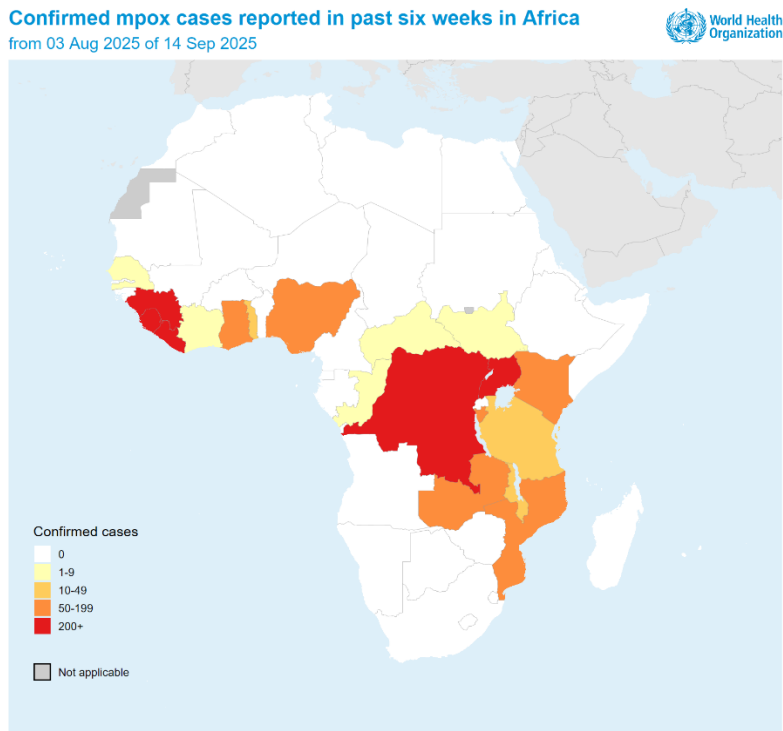 Confirmed mpox cases reported in past six weeks in Africa
from 03 Aug 2025 of 14 Sep 2025
World Health
Organization
Confirmed cases
0
1-9
10-49
50-199
200+
Not applicable